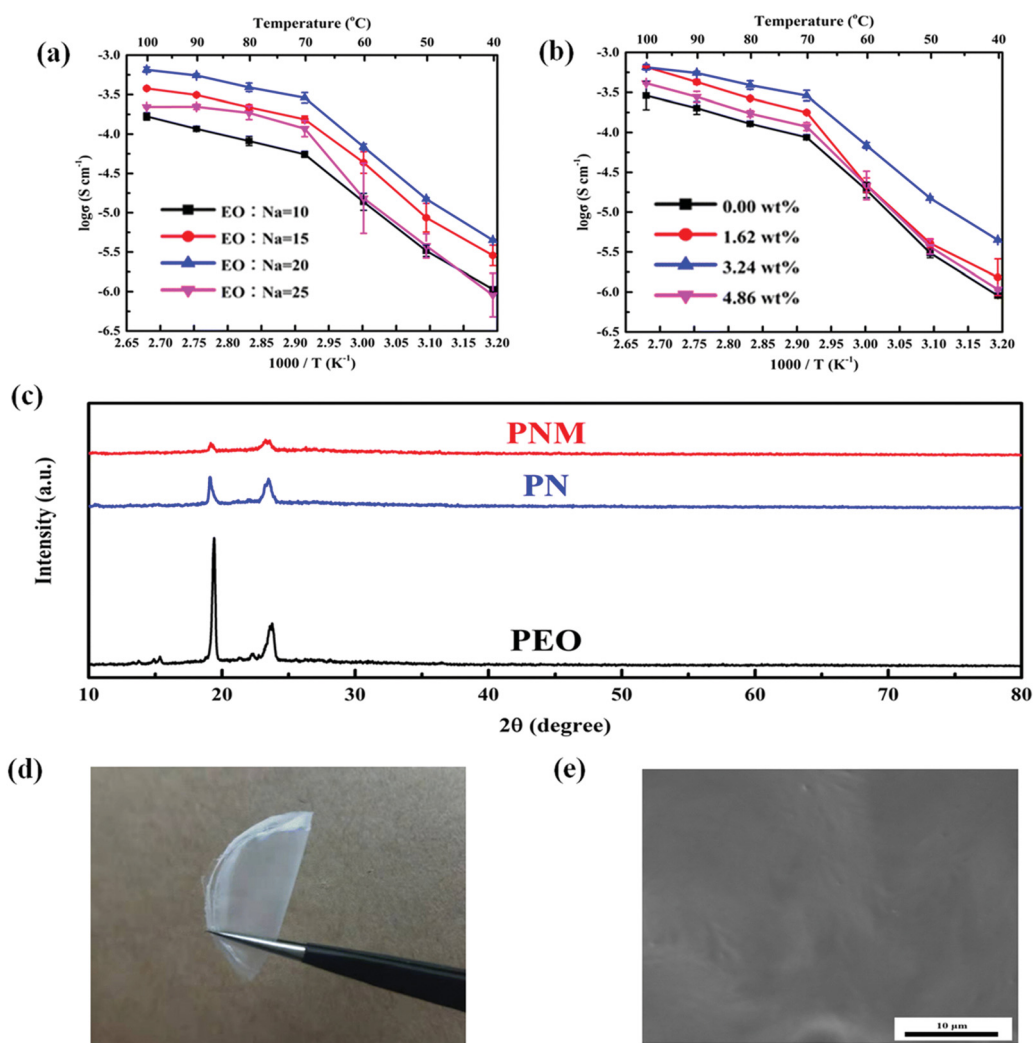 (a)
Temperature (°C)
100 90 80 70 60 50 40
-3.0
-3.5
-4.0
-4.5
-5.0
-5.5
-6.0
-6.5
logσ (S cm⁻¹)
EO：Na=10
EO：Na=15
EO：Na=20
EO：Na=25
2.65 2.70 2.75 2.80 2.85 2.90 2.95 3.00 3.05 3.10 3.15 3.20
1000 / T (K⁻¹)
(b)
Temperature (°C)
100 90 80 70 60 50 40
-3.0
-3.5
-4.0
-4.5
-5.0
-5.5
-6.0
-6.5
logσ (S cm⁻¹)
0.00 wt%
1.62 wt%
3.24 wt%
4.86 wt%
2.65 2.70 2.75 2.80 2.85 2.90 2.95 3.00 3.05 3.10 3.15 3.20
1000 / T (K⁻¹)
(c)
PNM
PN
PEO
Intensity (a.u.)
10 20 30 40 50 60 70 80
2θ (degree)
(d)
(e)
10 µm